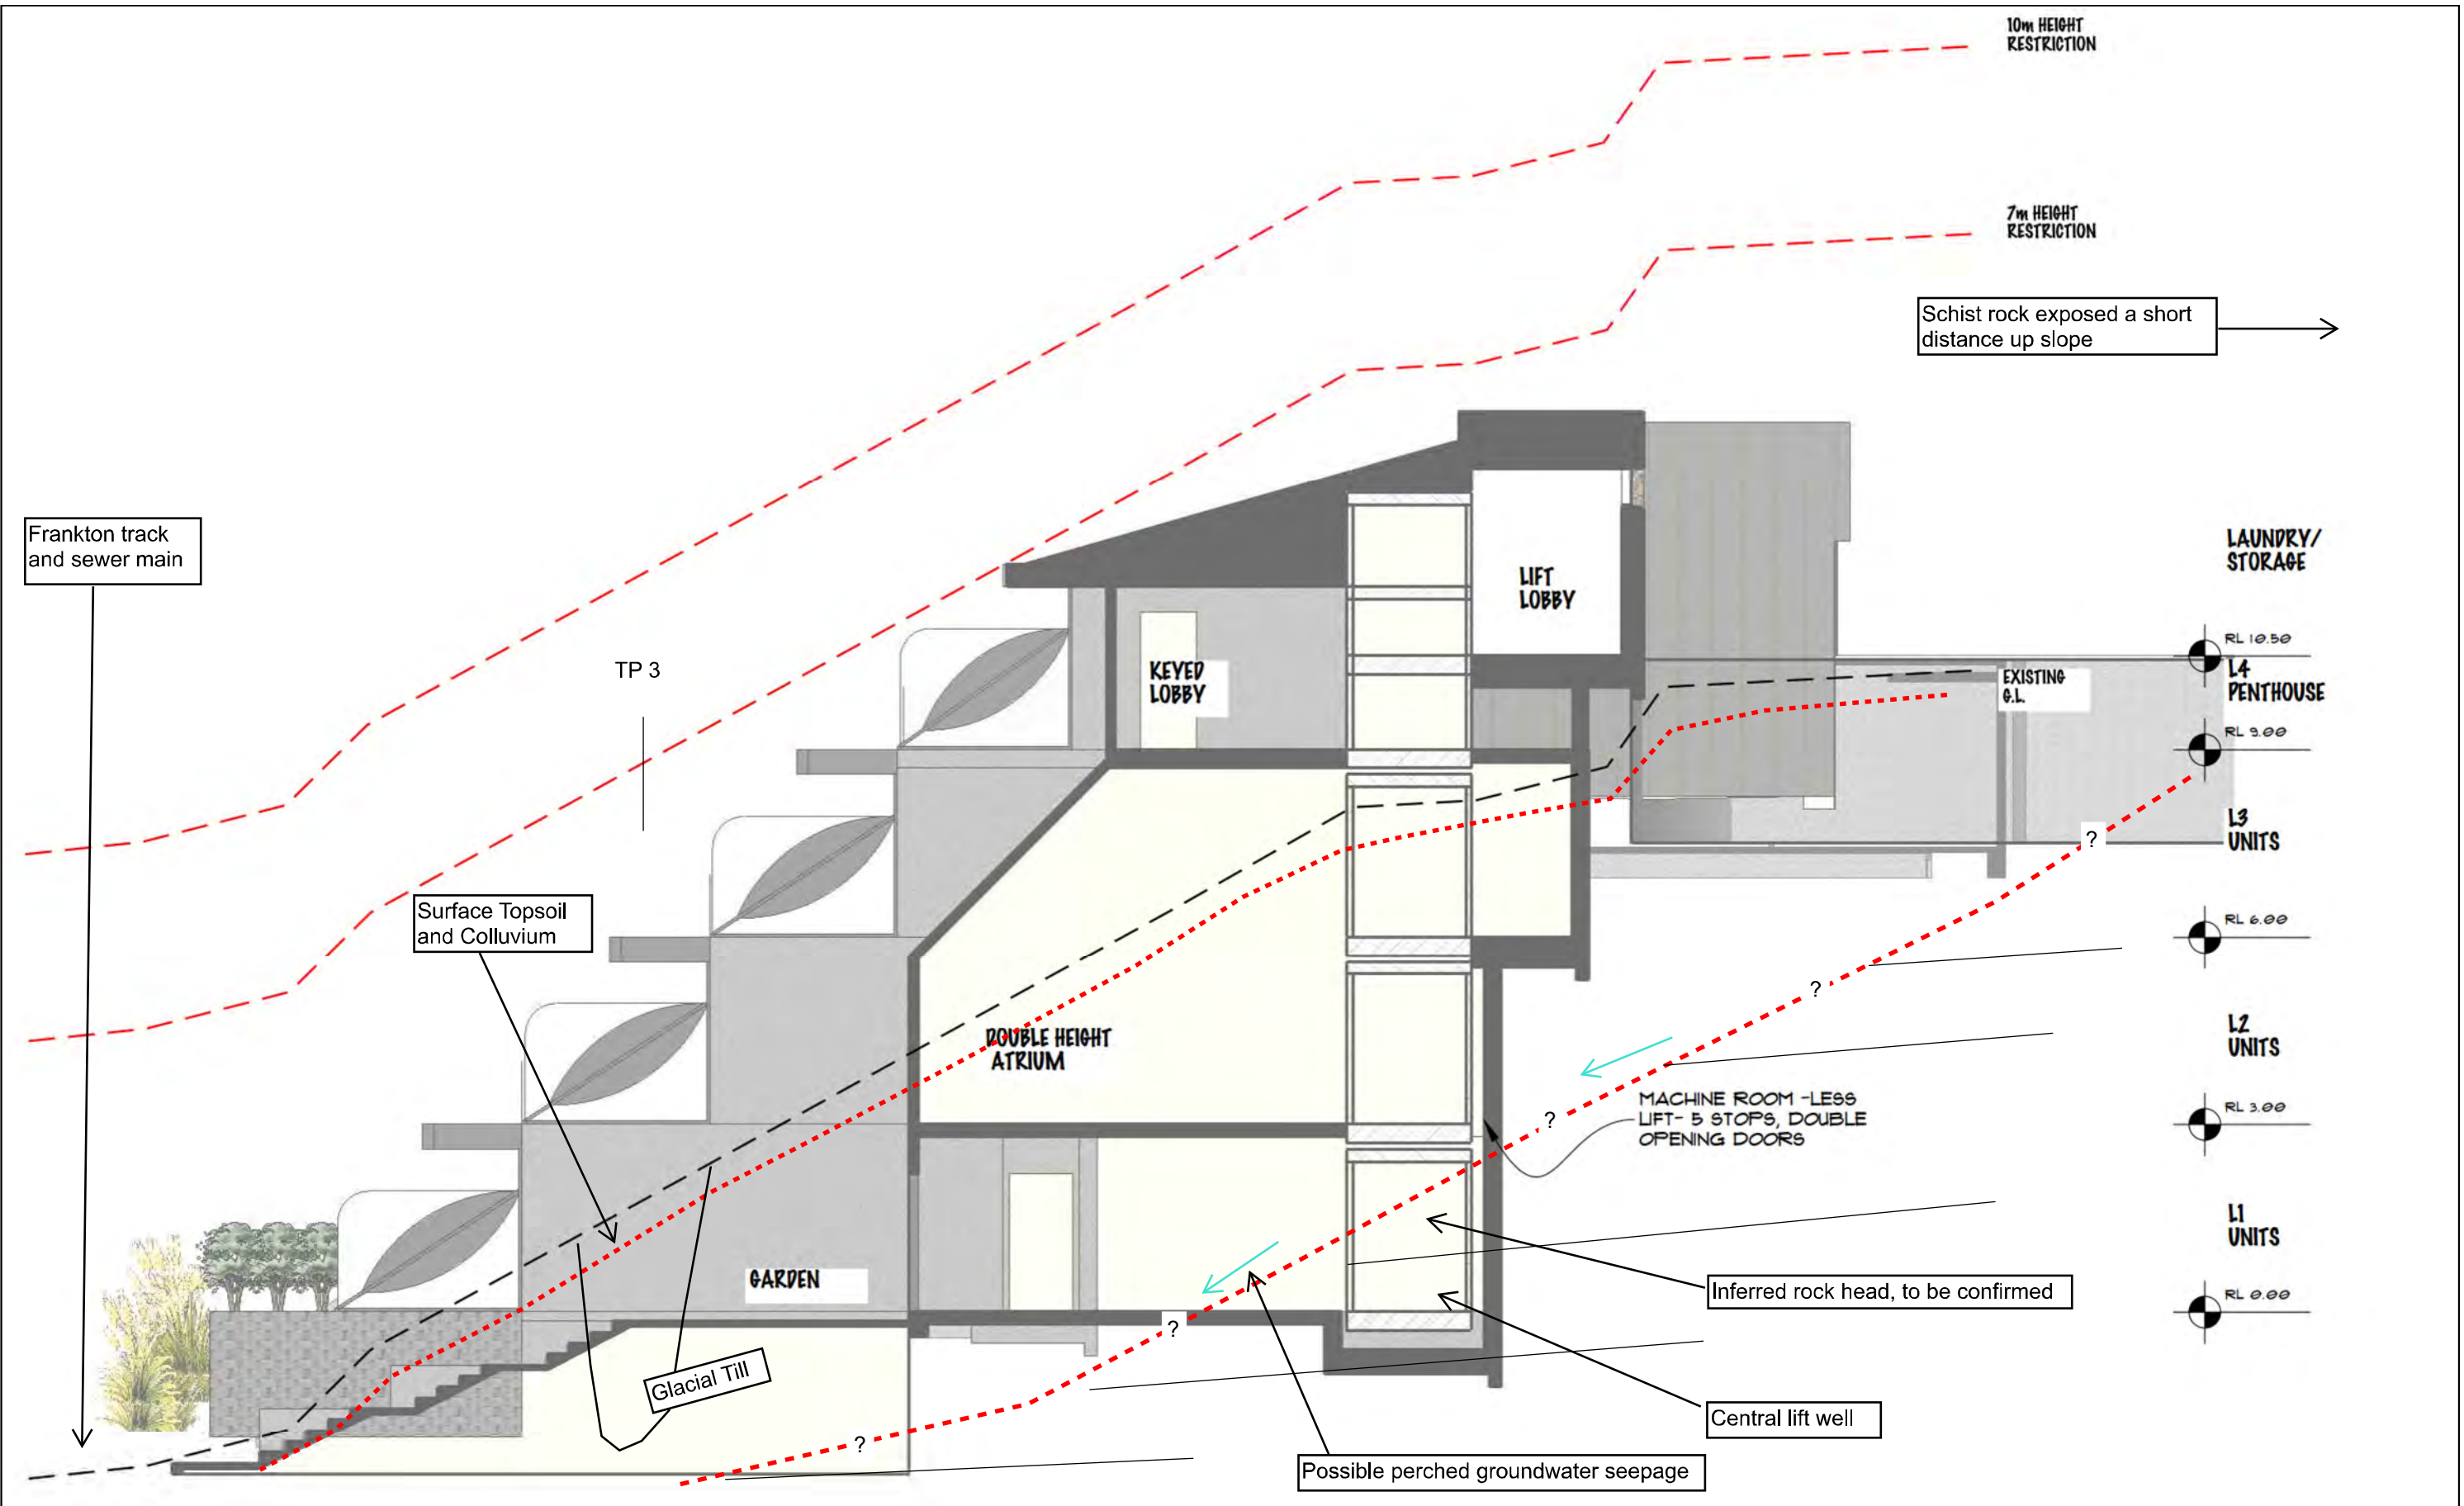 10m HEIGHT
RESTRICTION
7m HEIGHT
RESTRICTION
Schist rock exposed a short
distance up slope
Frankton track
and sewer main
LAUNDRY/
STORAGE
LIFT
LOBBY
TP 3
KEYED
LOBBY
RL 10.50
L4
PENTHOUSE
EXISTING
G.L.
RL 9.00
L3
UNITS
?
Surface Topsoil
and Colluvium
RL 6.00
?
L2
UNITS
DOUBLE HEIGHT
ATRIUM
MACHINE ROOM -LESS
LIFT- 5 STOPS, DOUBLE
OPENING DOORS
?
RL 3.00
L1
UNITS
GARDEN
Inferred rock head, to be confirmed
RL 0.00
?
Glacial Till
Central lift well
?
Possible perched groundwater seepage